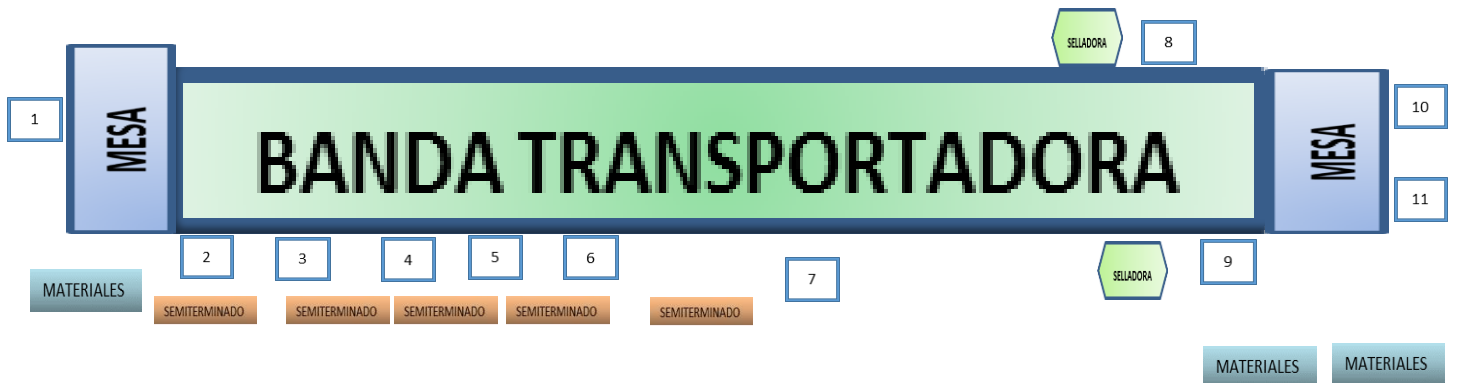 SELLADORA
8
1
MESA
BANDA TRANSPORTADORA
MESA
10
11
2
3
4
5
6
7
SELLADORA
9
MATERIALES
SEMITERMINADO
SEMITERMINADO
SEMITERMINADO
SEMITERMINADO
SEMITERMINADO
MATERIALES
MATERIALES